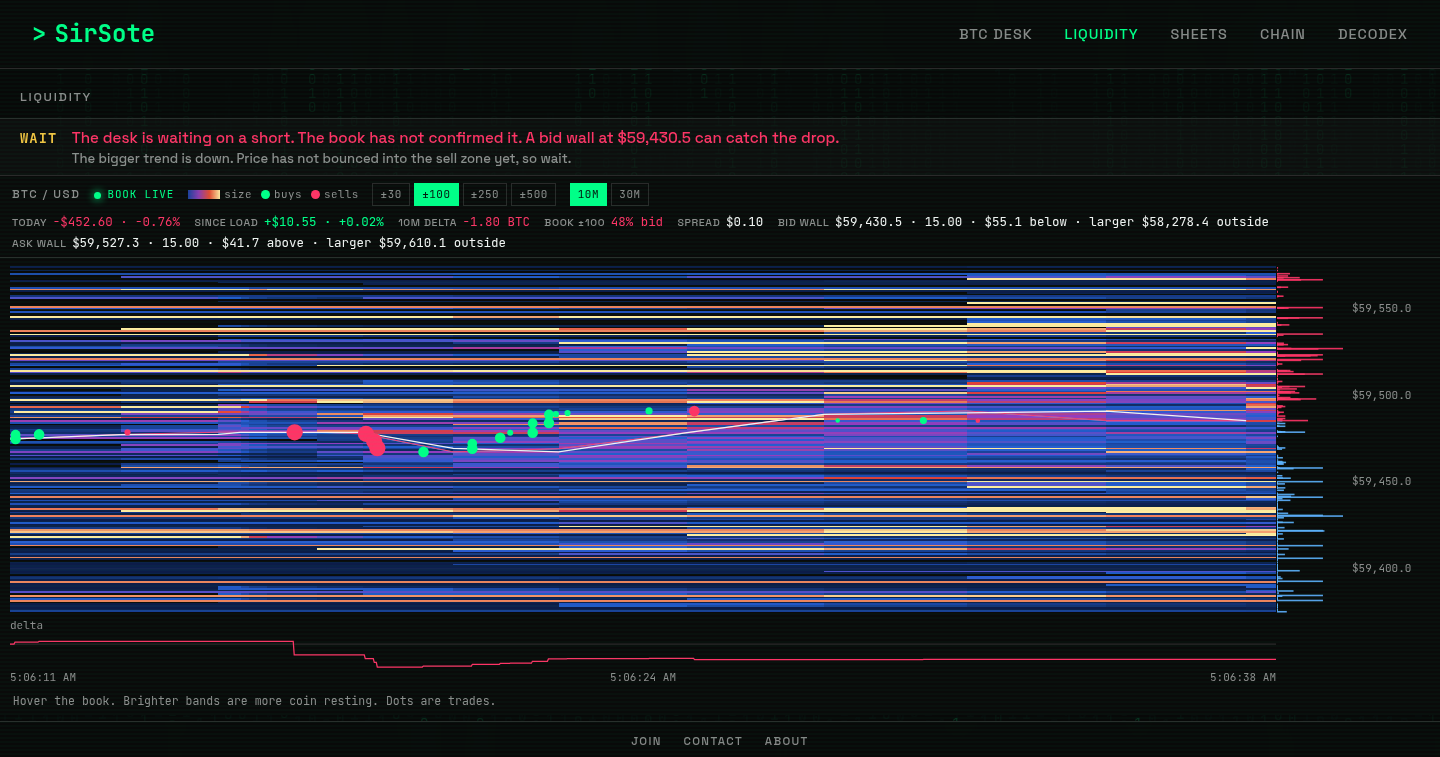 > SirSote
BTC DESK LIQUIDITY SHEETS CHAIN DECODEX
LIQUIDITY
WAIT The desk is waiting on a short. The book has not confirmed it. A bid wall at $59,430.5 can catch the drop.
The bigger trend is down. Price has not bounced into the sell zone yet, so wait.
BTC / USD BOOK LIVE size buys sells ±30 ±100 ±250 ±500 10M 30M
TODAY -$452.60 · -0.76% SINCE LOAD +$10.55 · +0.02% 10M DELTA -1.80 BTC BOOK ±100 48% bid SPREAD $0.10 BID WALL $59,430.5 · 15.00 · $55.1 below · larger $58,278.4 outside
ASK WALL $59,527.3 · 15.00 · $41.7 above · larger $59,610.1 outside
$59,550.0
$59,500.0
$59,450.0
$59,400.0
delta
5:06:11 AM 5:06:24 AM 5:06:38 AM
Hover the book. Brighter bands are more coin resting. Dots are trades.
JOIN CONTACT ABOUT